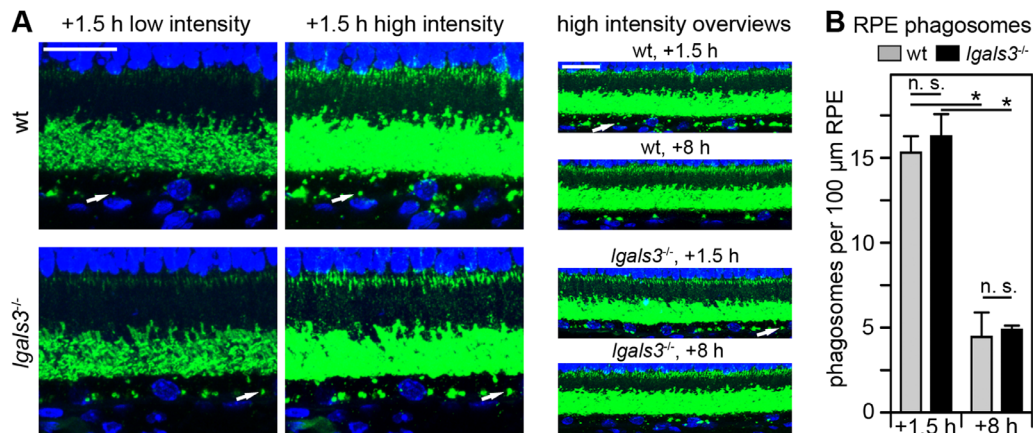 A
+1.5 h low intensity
+1.5 h high intensity
high intensity overviews
wt
wt, +1.5 h
wt, +8 h
lgals3-/-
lgals3-/-, +1.5 h
lgals3-/-, +8 h
B RPE phagosomes
wt lgals3-/-
n. s.
*
*
n. s.
phagosomes per 100 µm RPE
15
10
5
0
+1.5 h +8 h